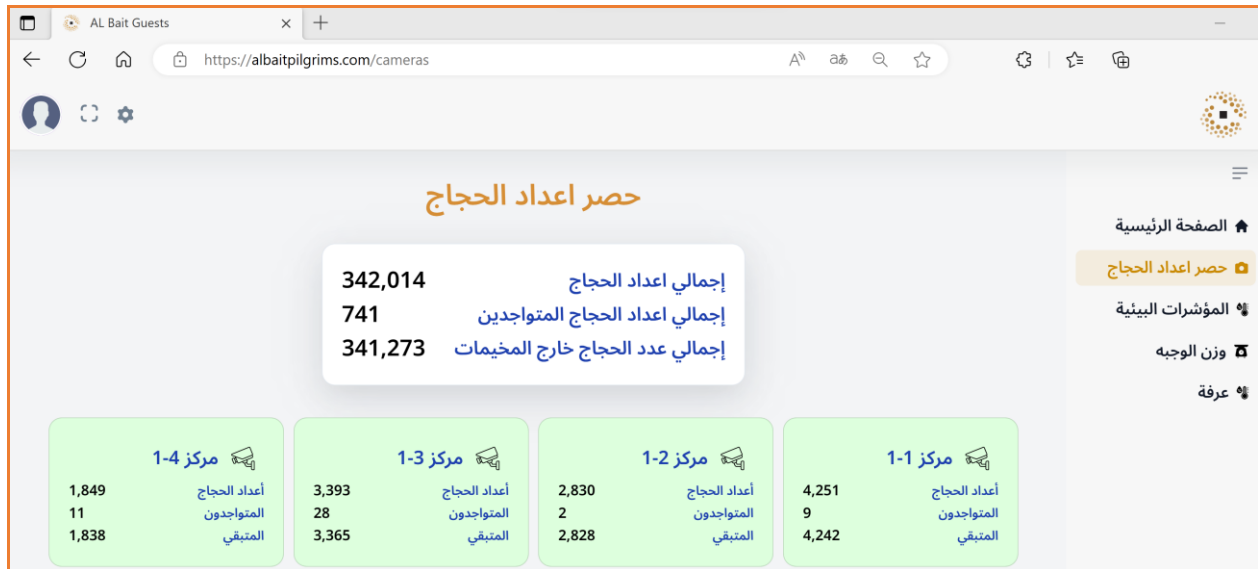 AL Bait Guests
https://albaitpilgrims.com/cameras
حصر اعداد الحجاج
إجمالي اعداد الحجاج 342,014
إجمالي اعداد الحجاج المتواجدين 741
إجمالي عدد الحجاج خارج المخيمات 341,273
الصفحة الرئيسية
حصر اعداد الحجاج
المؤشرات البيئية
وزن الوجبه
عرفة
مركز 1-1
أعداد الحجاج 4,251
المتواجدون 9
المتبقي 4,242
مركز 2-1
أعداد الحجاج 2,830
المتواجدون 2
المتبقي 2,828
مركز 3-1
أعداد الحجاج 3,393
المتواجدون 28
المتبقي 3,365
مركز 4-1
أعداد الحجاج 1,849
المتواجدون 11
المتبقي 1,838